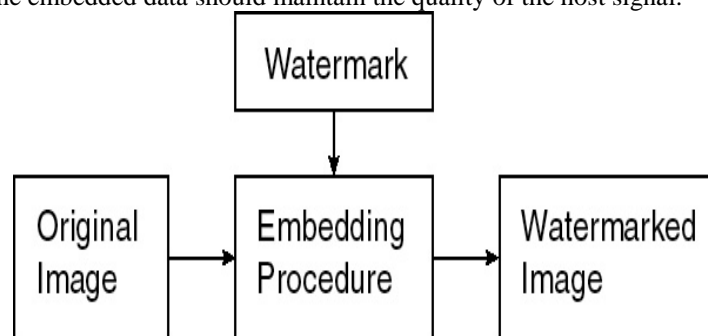 the embedded data should maintain the quality of the host signal.
Watermark
Original
Image
Embedding
Procedure
Watermarked
Image